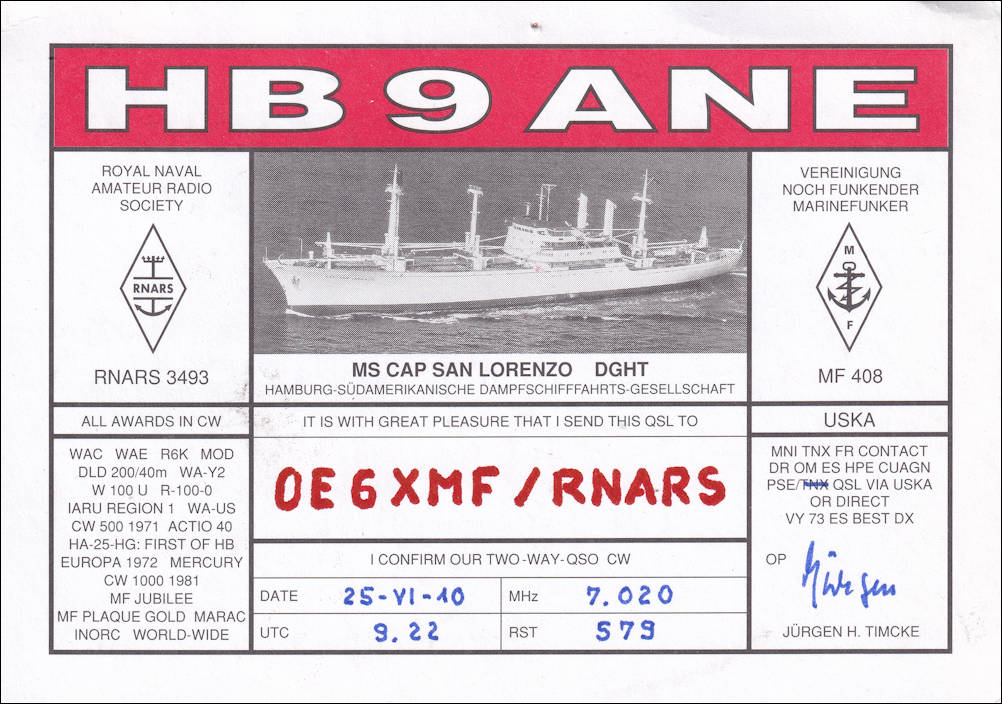 HB9ANE
ROYAL NAVAL
AMATEUR RADIO
SOCIETY
RNARS
RNARS 3493
MS CAP SAN LORENZO DGHT
HAMBURG-SÜDAMERIKANISCHE DAMPFSCHIFFFAHRTS-GESELLSCHAFT
VEREINIGUNG
NOCH FUNKENDER
MARINEFUNKER
M
F
MF 408
ALL AWARDS IN CW
WAC WAE R6K MOD
DLD 200/40m WA-Y2
W 100 U R-100-0
IARU REGION 1 WA-US
CW 500 1971 ACTIO 40
HA-25-HG: FIRST OF HB
EUROPA 1972 MERCURY
CW 1000 1981
MF JUBILEE
MF PLAQUE GOLD MARAC
INORC WORLD-WIDE
IT IS WITH GREAT PLEASURE THAT I SEND THIS QSL TO
OE6XMF/RNARS
I CONFIRM OUR TWO-WAY-QSO CW
DATE 25-VI-10 MHz 7.020
UTC 9.22 RST 579
USKA
MNI TNX FR CONTACT
DR OM ES HPE CUAGN
PSE/TNX QSL VIA USKA
OR DIRECT
VY 73 ES BEST DX
OP Jürgen
JÜRGEN H. TIMCKE